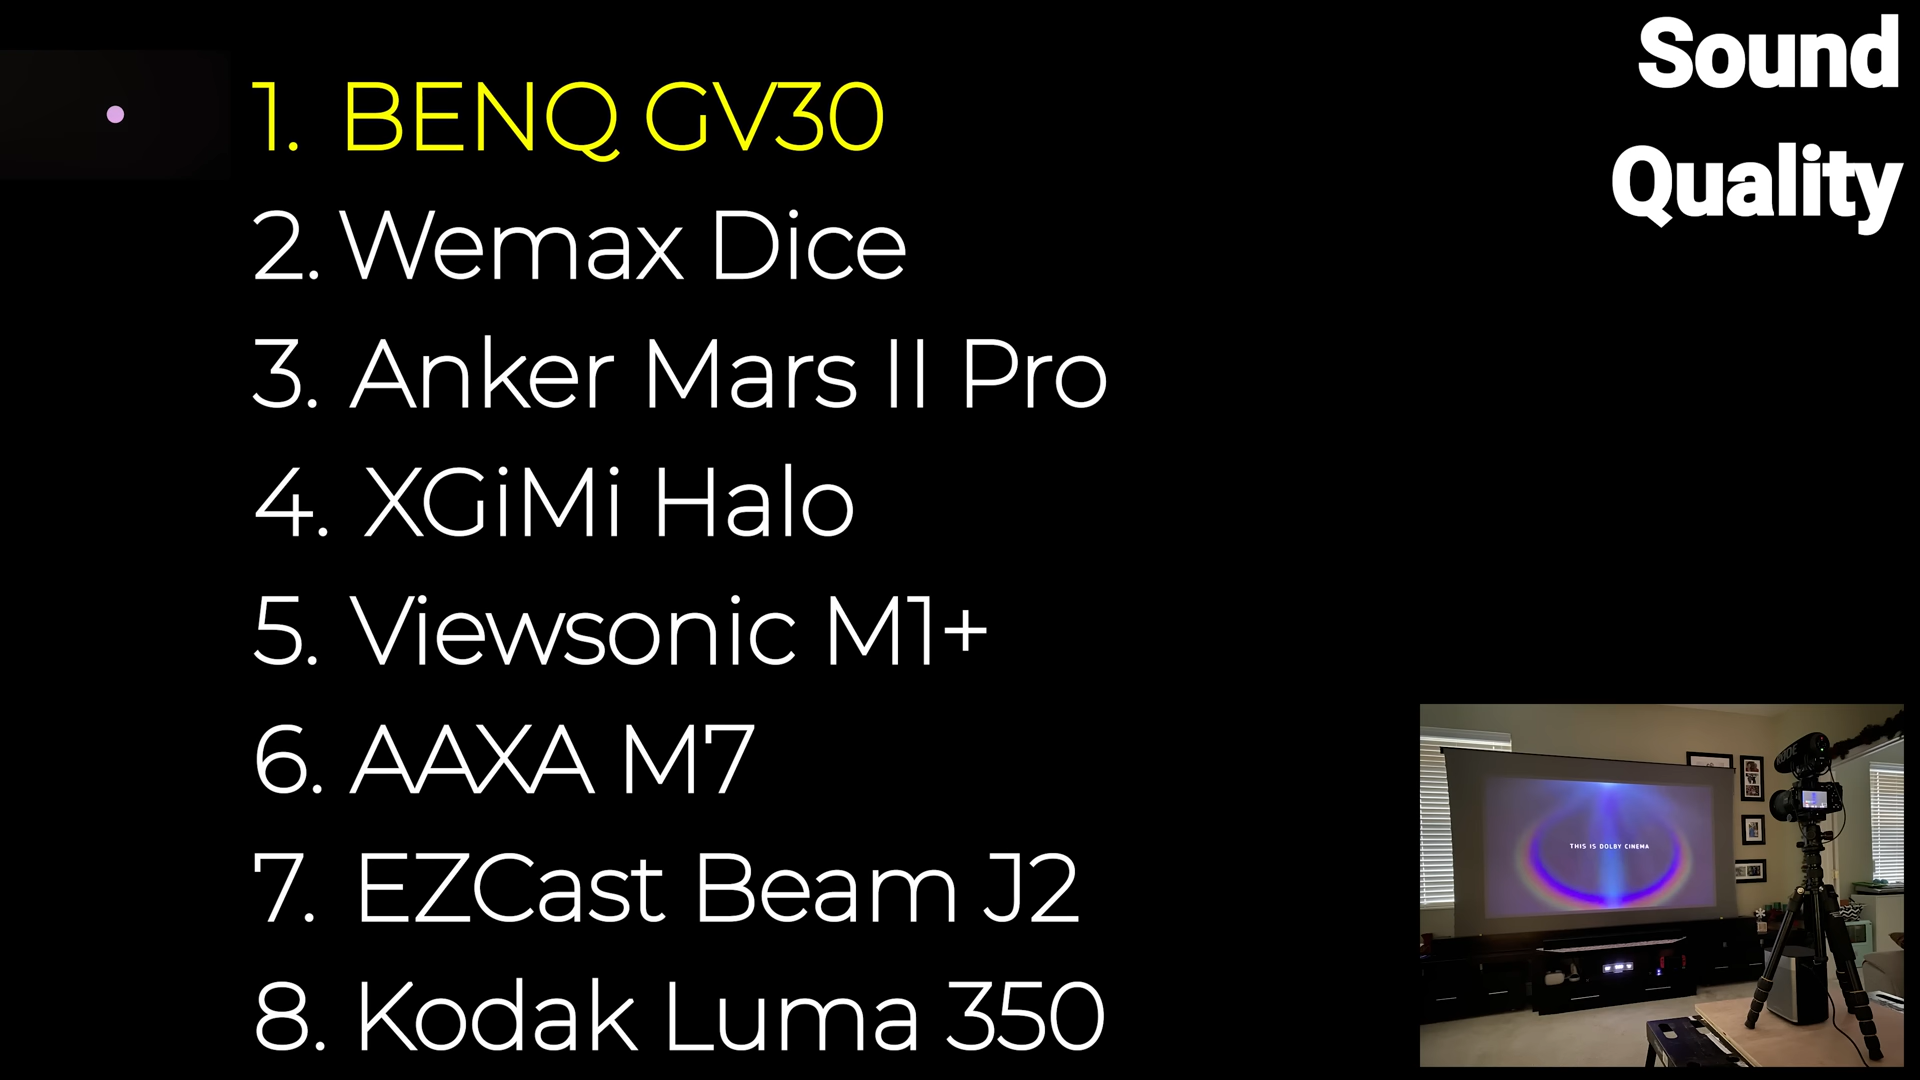 Sound
Quality
1. BENQ GV30
2. Wemax Dice
3. Anker Mars II Pro
4. XGiMi Halo
5. Viewsonic M1+
6. AAXA M7
7. EZCast Beam J2
8. Kodak Luma 350
THIS IS DOLBY CINEMA
RODE